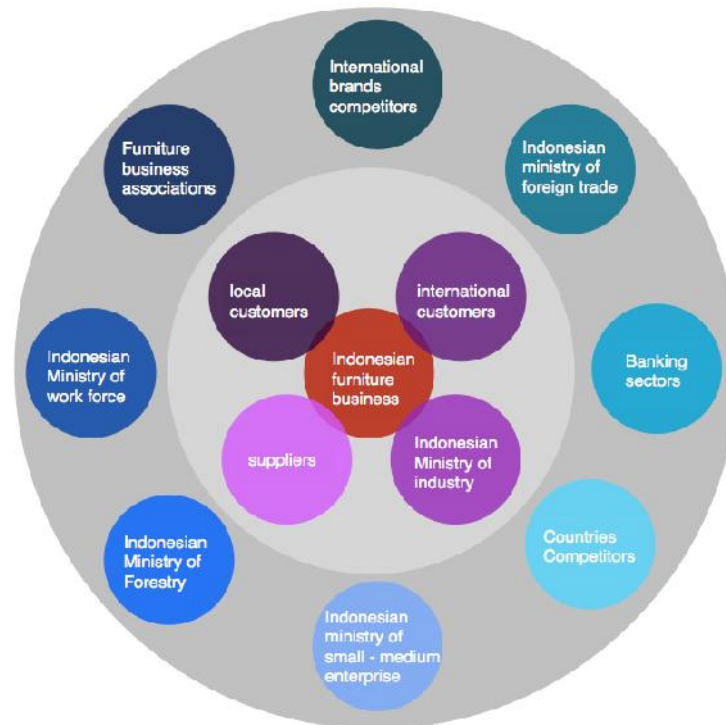 International
brands
competitors
Furniture
business
associations
Indonesian
ministry of
foreign trade
local
customers
international
customers
Indonesian
Ministry of
work force
Indonesian
furniture
business
Banking
sectors
suppliers
Indonesian
Ministry of
industry
Indonesian
Ministry of
Forestry
Countries
Competitors
Indonesian
ministry of
small - medium
enterprise